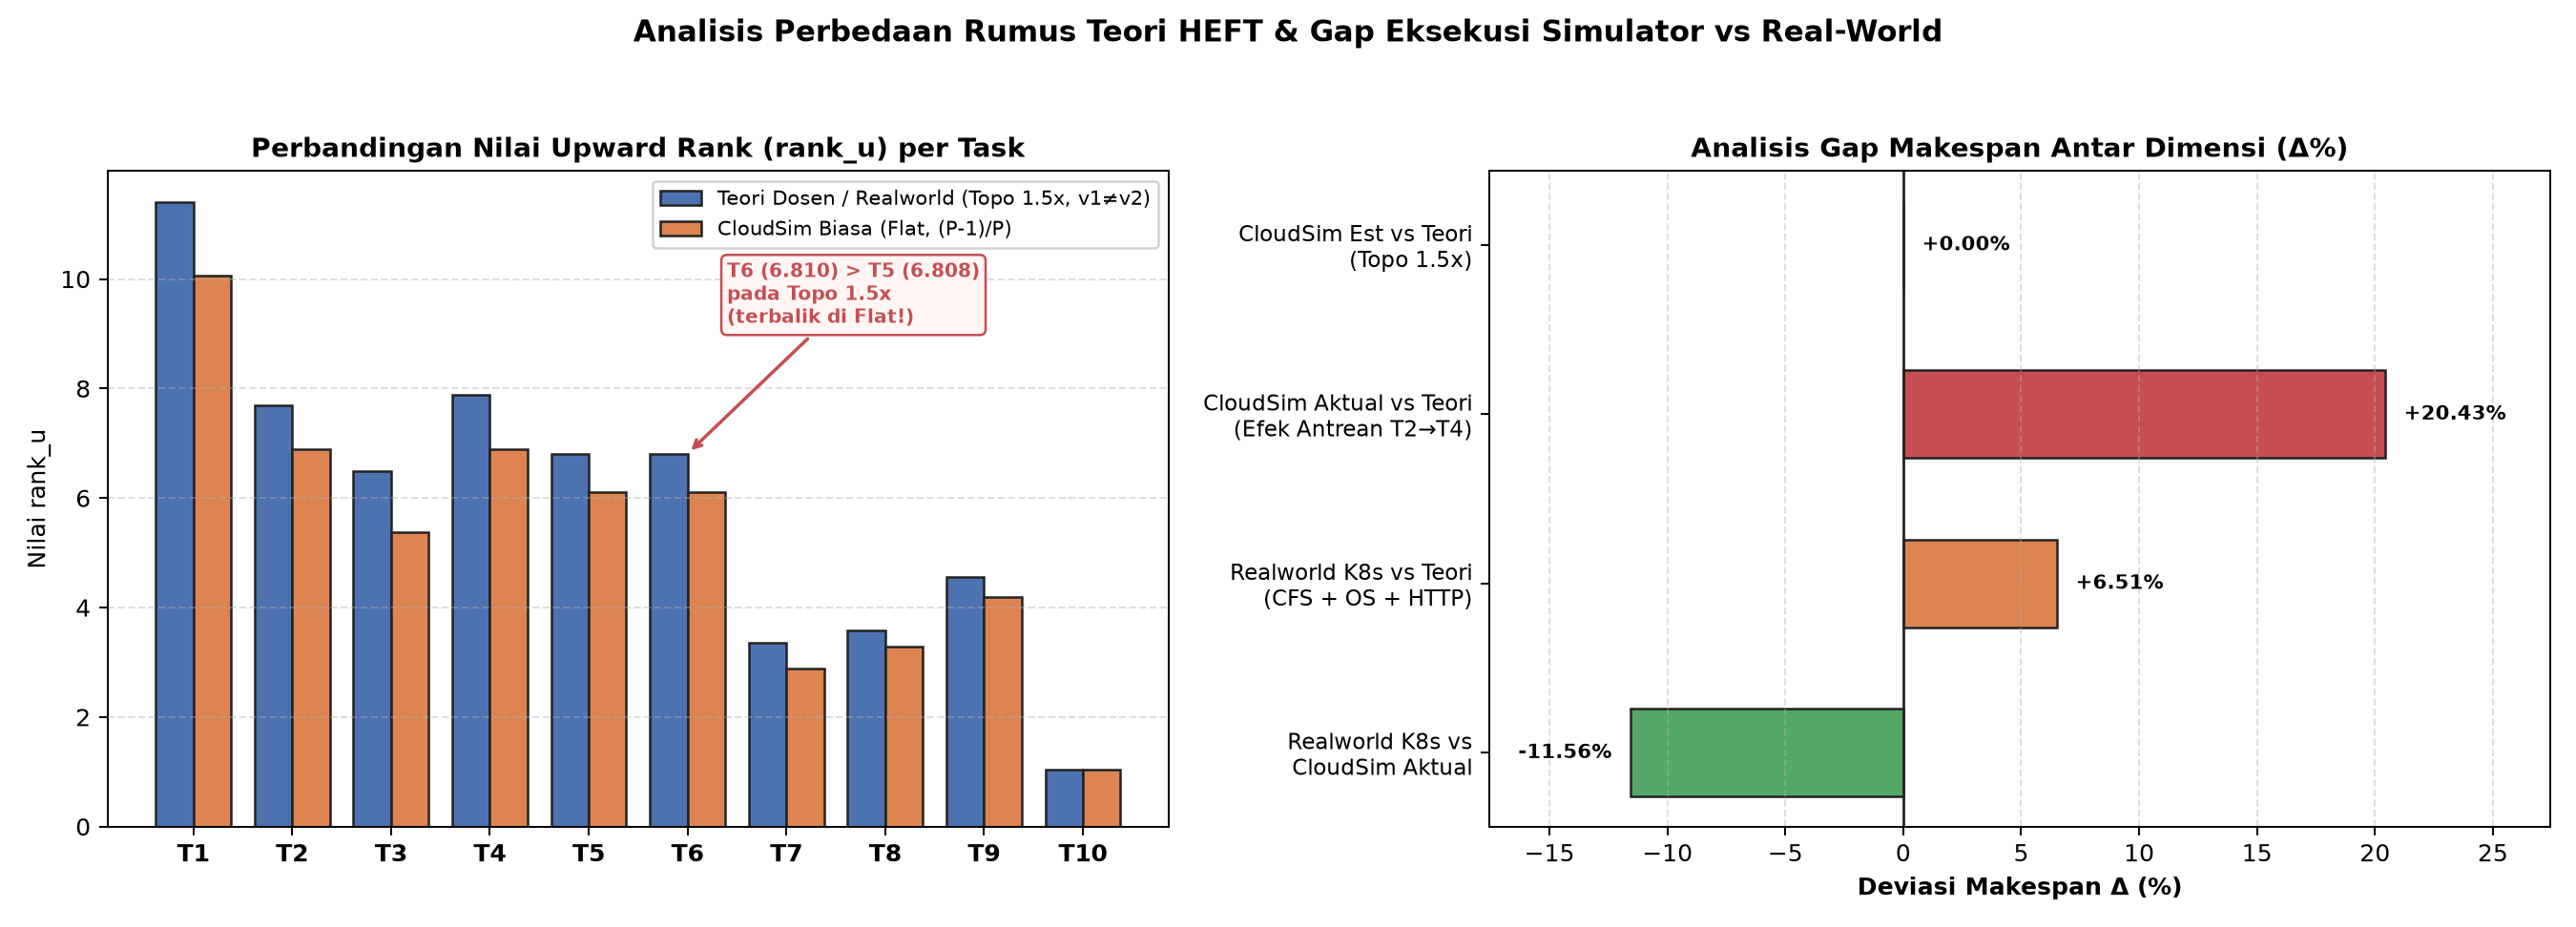 Analisis Perbedaan Rumus Teori HEFT & Gap Eksekusi Simulator vs Real-World
Perbandingan Nilai Upward Rank (rank_u) per Task
Teori Dosen / Realworld (Topo 1.5x, v1≠v2)
CloudSim Biasa (Flat, (P-1)/P)
T6 (6.810) > T5 (6.808)
pada Topo 1.5x
(terbalik di Flat!)
Nilai rank_u
10
8
6
4
2
0
T1 T2 T3 T4 T5 T6 T7 T8 T9 T10
Analisis Gap Makespan Antar Dimensi (Δ%)
CloudSim Est vs Teori
(Topo 1.5x)
+0.00%
CloudSim Aktual vs Teori
(Efek Antrean T2→T4)
+20.43%
Realworld K8s vs Teori
(CFS + OS + HTTP)
+6.51%
Realworld K8s vs
CloudSim Aktual
-11.56%
−15 −10 −5 0 5 10 15 20 25
Deviasi Makespan Δ (%)